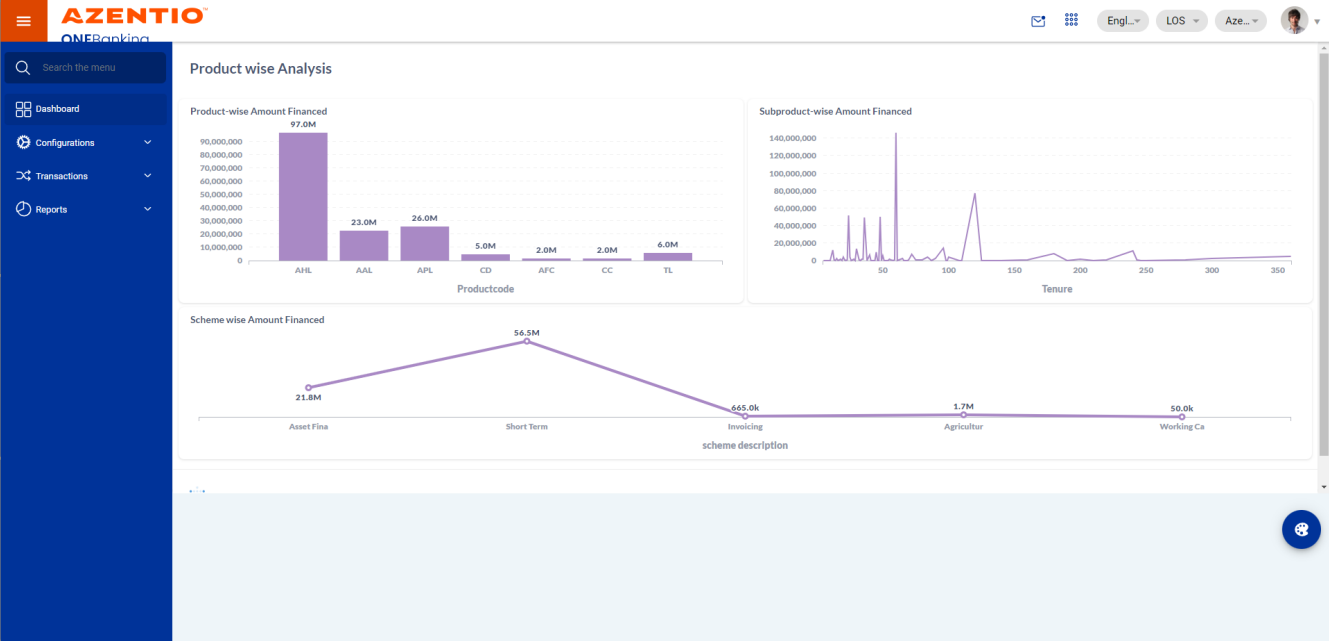 AZENTIO
ONEBanking
Engl...
LOS
Aze...
Search the menu
Dashboard
Configurations
Transactions
Reports
Product wise Analysis
Product-wise Amount Financed
97.0M
90,000,000
80,000,000
70,000,000
60,000,000
50,000,000
40,000,000
30,000,000
20,000,000
10,000,000
0
23.0M
26.0M
5.0M
2.0M
2.0M
6.0M
AHL AAL APL CD AFC CC TL
Productcode
Subproduct-wise Amount Financed
140,000,000
120,000,000
100,000,000
80,000,000
60,000,000
40,000,000
20,000,000
0
50 100 150 200 250 300 350
Tenure
Scheme wise Amount Financed
56.5M
21.8M
665.0k
1.7M
50.0k
Asset Fina Short Term Invoicing Agricultur Working Ca
scheme description